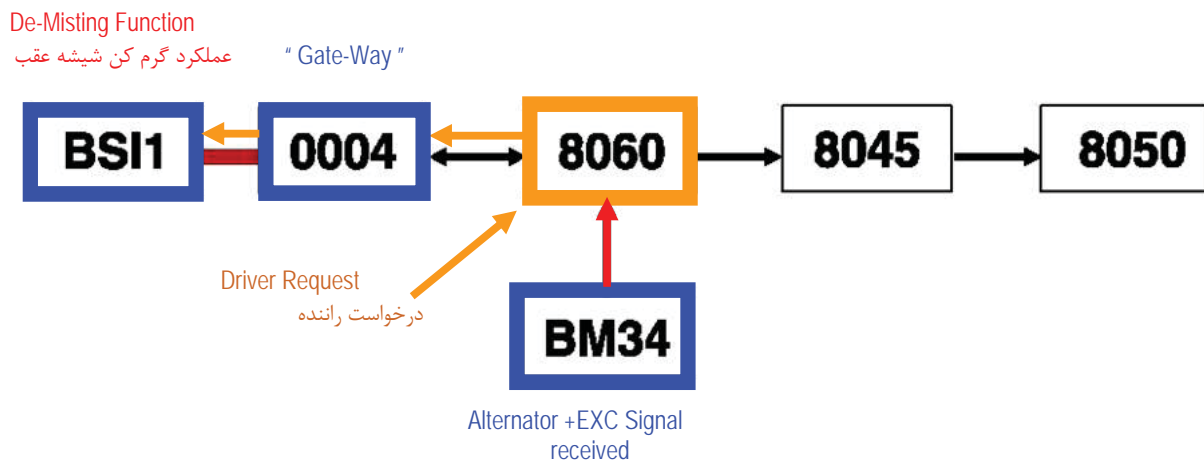 De-Misting Function
عملکرد گرم کن شیشه عقب
“ Gate-Way ”
BSI1
0004
8060
8045
8050
Driver Request
درخواست راننده
BM34
Alternator +EXC Signal
received